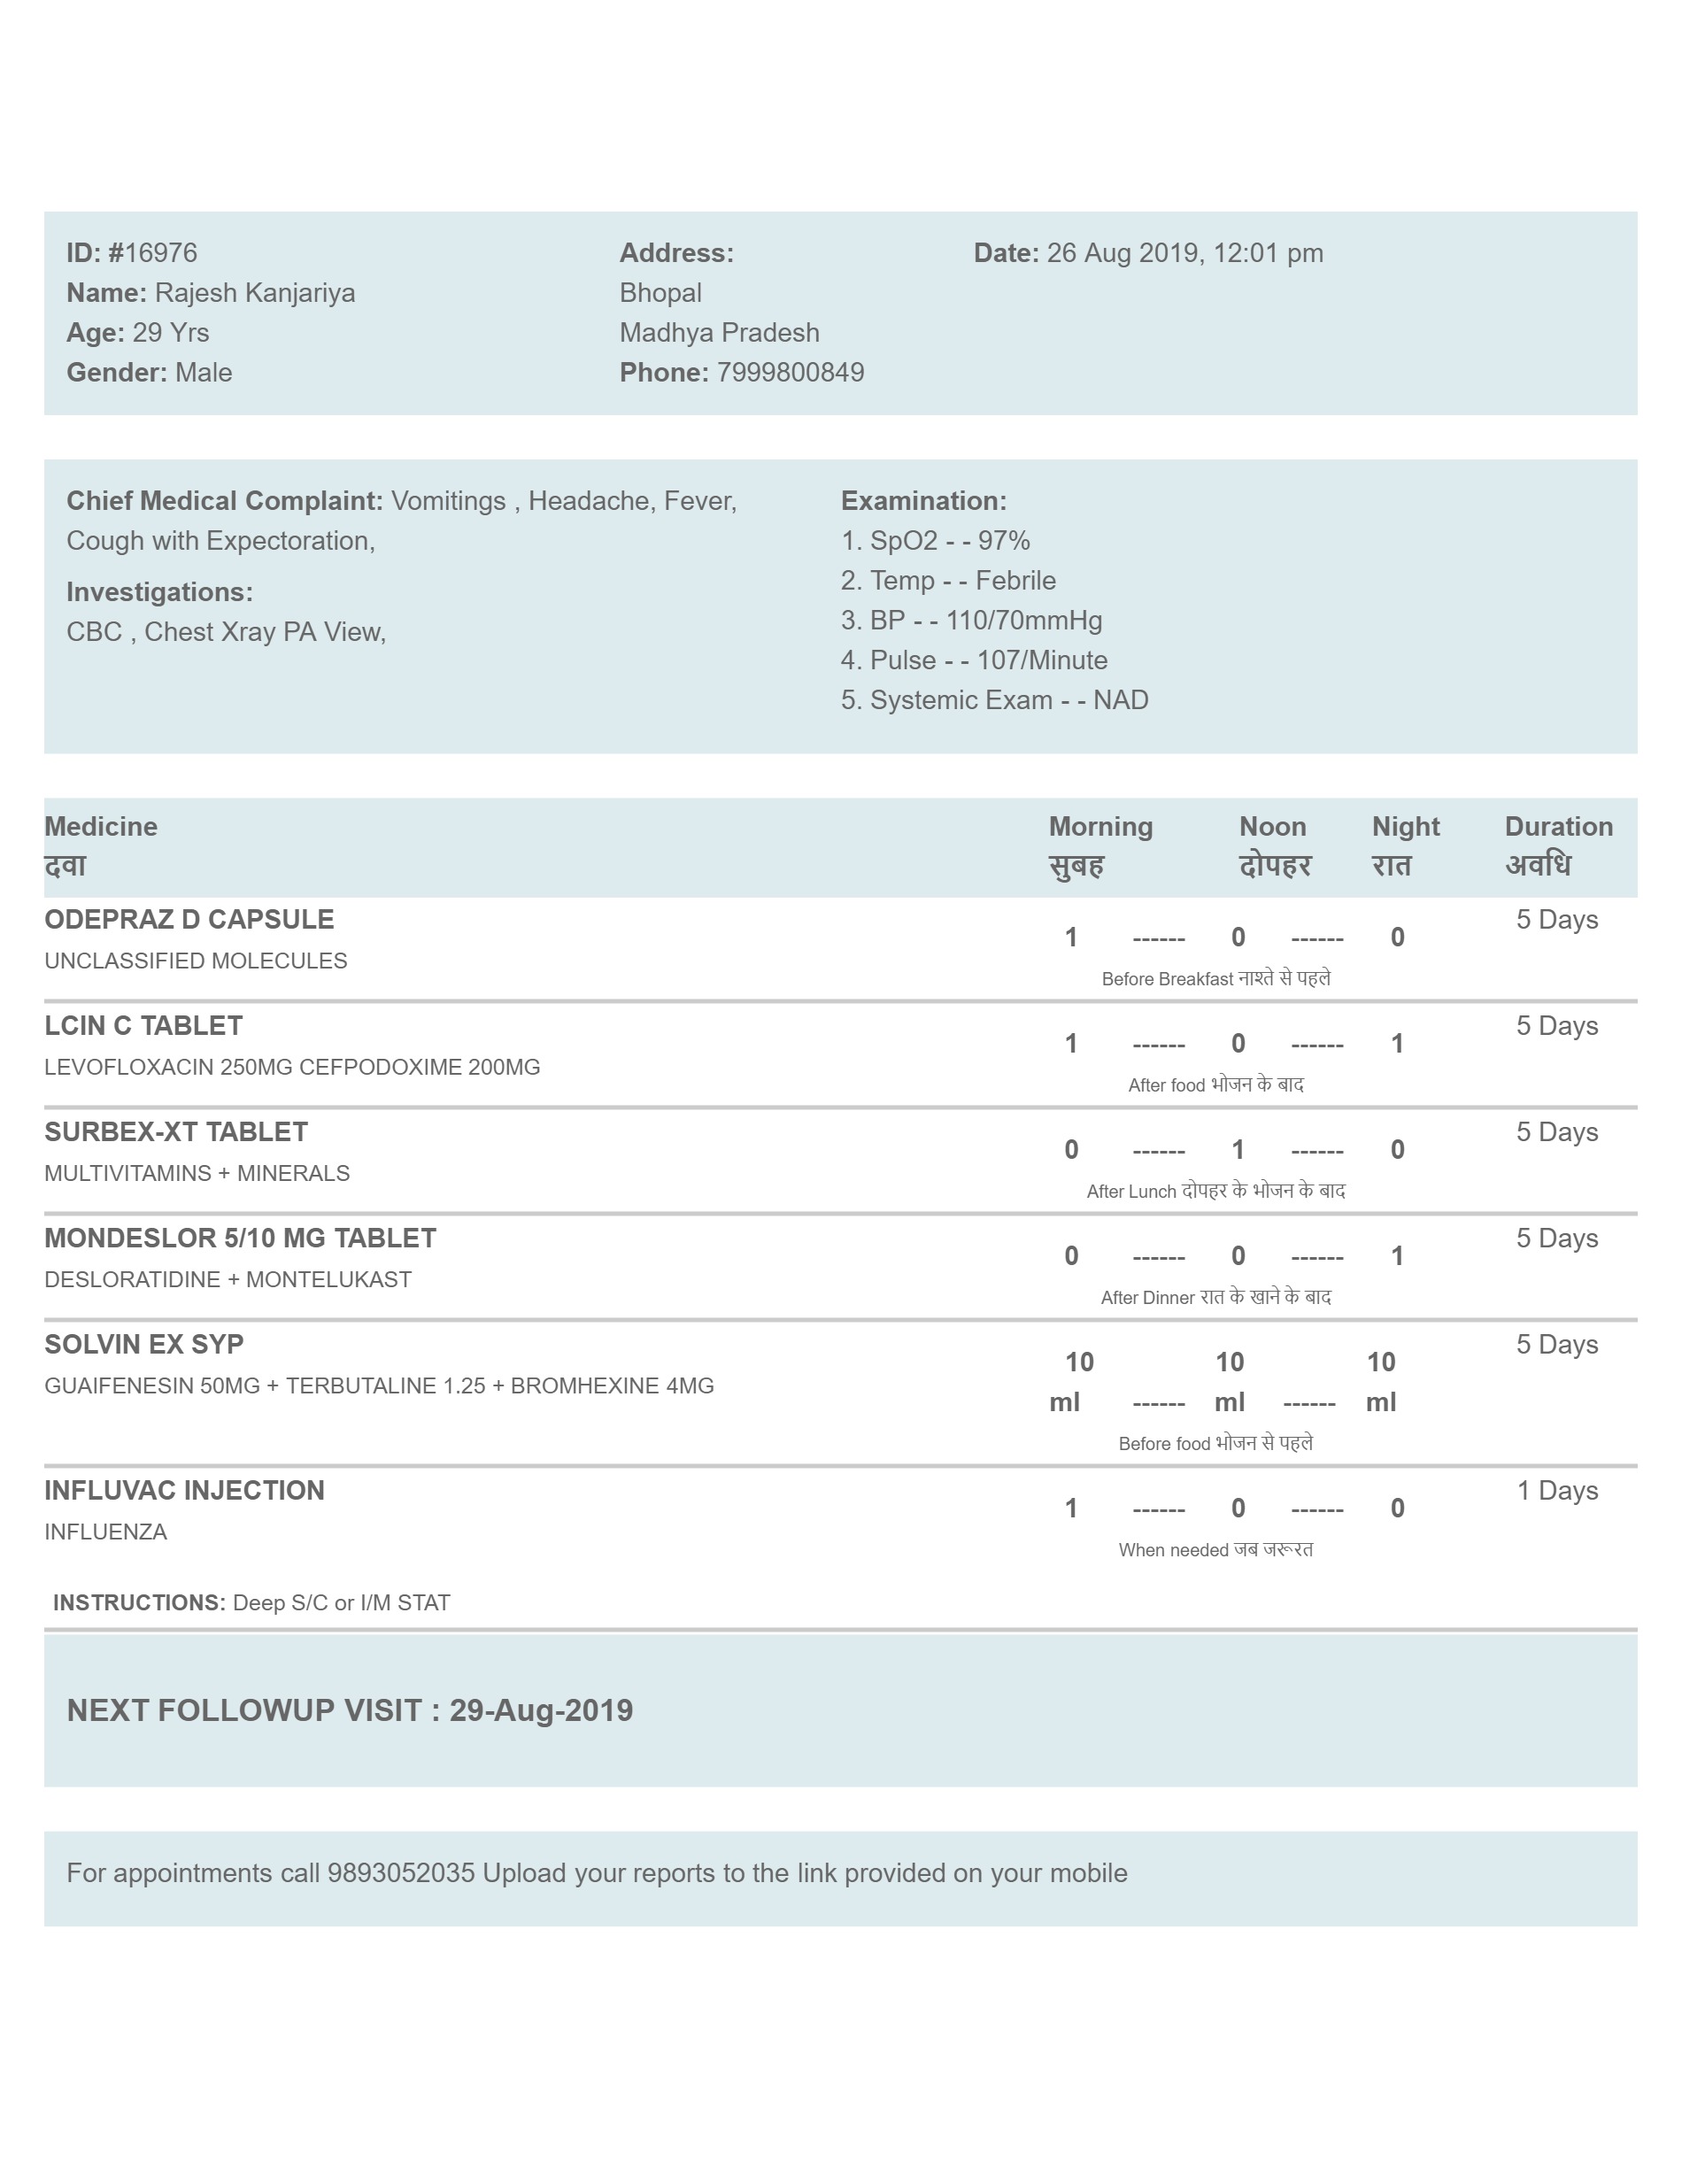 ID: #16976
Name: Rajesh Kanjariya
Age: 29 Yrs
Gender: Male
Address:
Bhopal
Madhya Pradesh
Phone: 7999800849
Date: 26 Aug 2019, 12:01 pm
Chief Medical Complaint: Vomitings , Headache, Fever,
Cough with Expectoration,
Investigations:
CBC , Chest Xray PA View,
Examination:
1. SpO2 - - 97%
2. Temp - - Febrile
3. BP - - 110/70mmHg
4. Pulse - - 107/Minute
5. Systemic Exam - - NAD
Medicine Morning Noon Night Duration
दवा सुबह दोपहर रात अवधि
ODEPRAZ D CAPSULE 5 Days
1 ------ 0 ------ 0
UNCLASSIFIED MOLECULES
Before Breakfast नाश्ते से पहले
LCIN C TABLET 5 Days
1 ------ 0 ------ 1
LEVOFLOXACIN 250MG CEFPODOXIME 200MG
After food भोजन के बाद
SURBEX-XT TABLET 5 Days
0 ------ 1 ------ 0
MULTIVITAMINS + MINERALS
After Lunch दोपहर के भोजन के बाद
MONDESLOR 5/10 MG TABLET 5 Days
0 ------ 0 ------ 1
DESLORATIDINE + MONTELUKAST
After Dinner रात के खाने के बाद
SOLVIN EX SYP 5 Days
10 10 10
GUAIFENESIN 50MG + TERBUTALINE 1.25 + BROMHEXINE 4MG
ml ------ ml ------ ml
Before food भोजन से पहले
INFLUVAC INJECTION 1 Days
1 ------ 0 ------ 0
INFLUENZA
When needed जब जरूरत
INSTRUCTIONS: Deep S/C or I/M STAT
NEXT FOLLOWUP VISIT : 29-Aug-2019
For appointments call 9893052035 Upload your reports to the link provided on your mobile